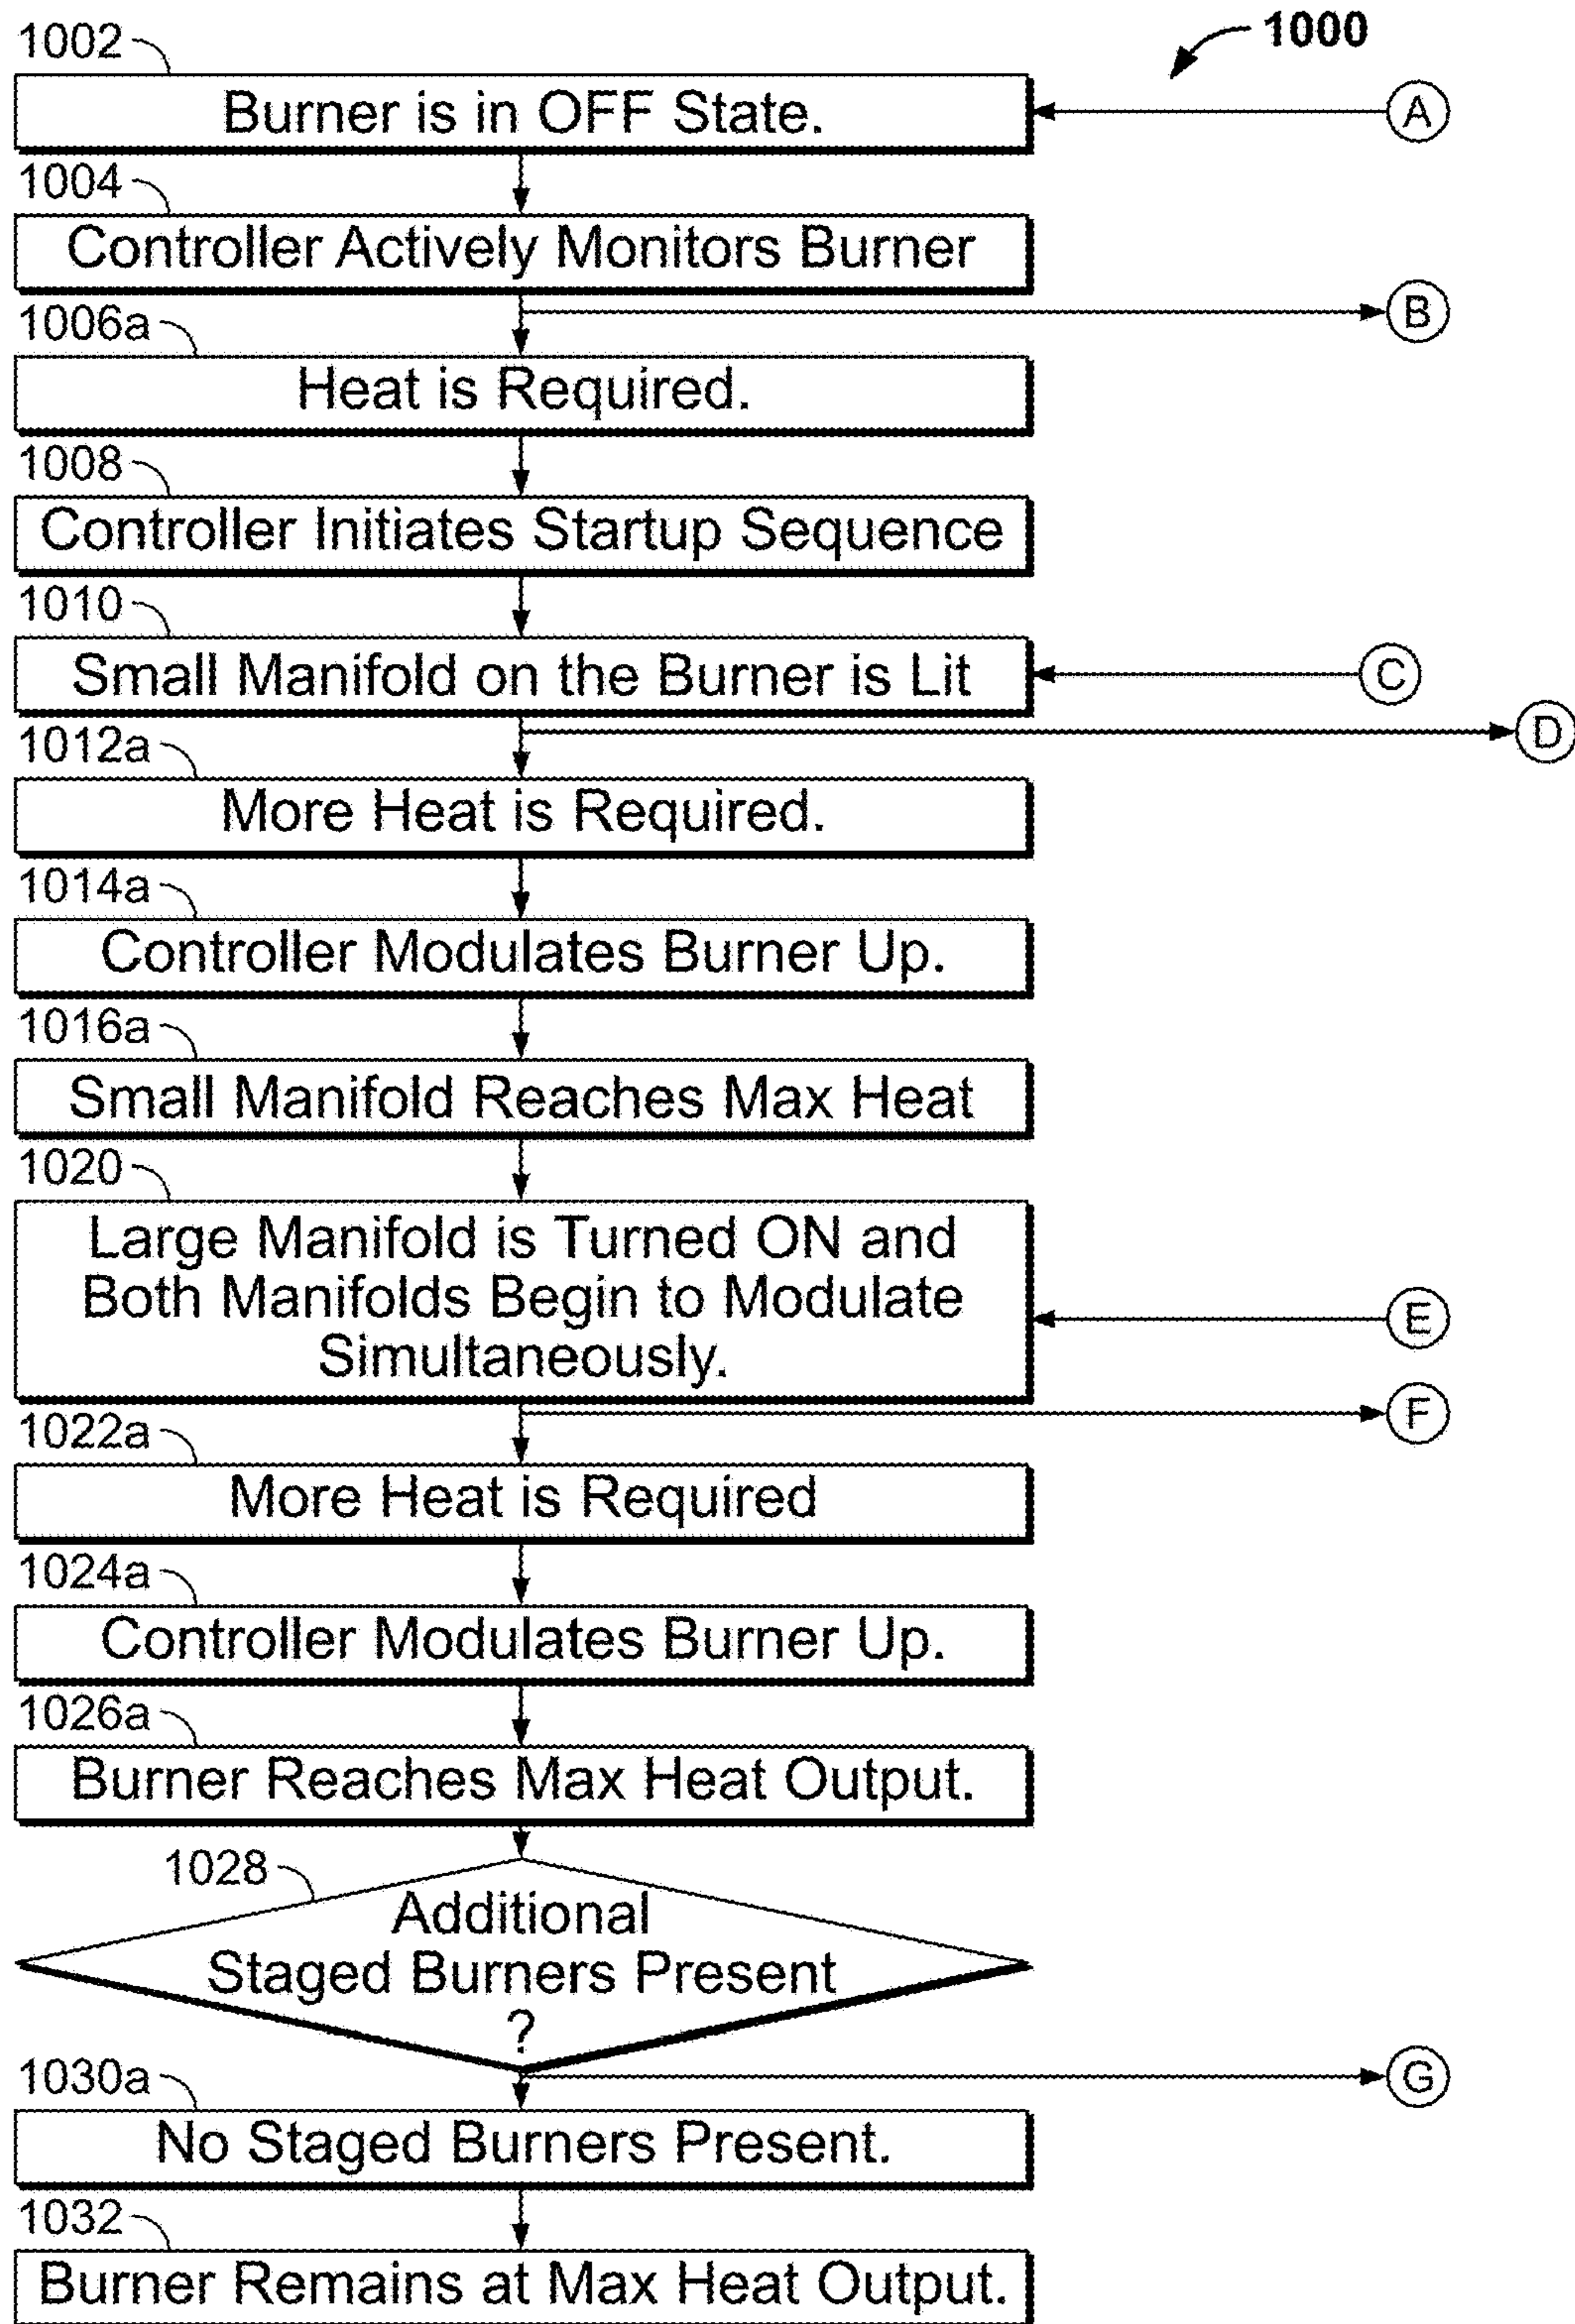 1000
1002
Burner is in OFF State.
A
1004
Controller Actively Monitors Burner
B
1006a
Heat is Required.
1008
Controller Initiates Startup Sequence
1010
Small Manifold on the Burner is Lit
C
D
1012a
More Heat is Required.
1014a
Controller Modulates Burner Up.
1016a
Small Manifold Reaches Max Heat
1020
Large Manifold is Turned ON and
Both Manifolds Begin to Modulate
Simultaneously.
E
F
1022a
More Heat is Required
1024a
Controller Modulates Burner Up.
1026a
Burner Reaches Max Heat Output.
1028
Additional
Staged Burners Present
?
G
1030a
No Staged Burners Present.
1032
Burner Remains at Max Heat Output.